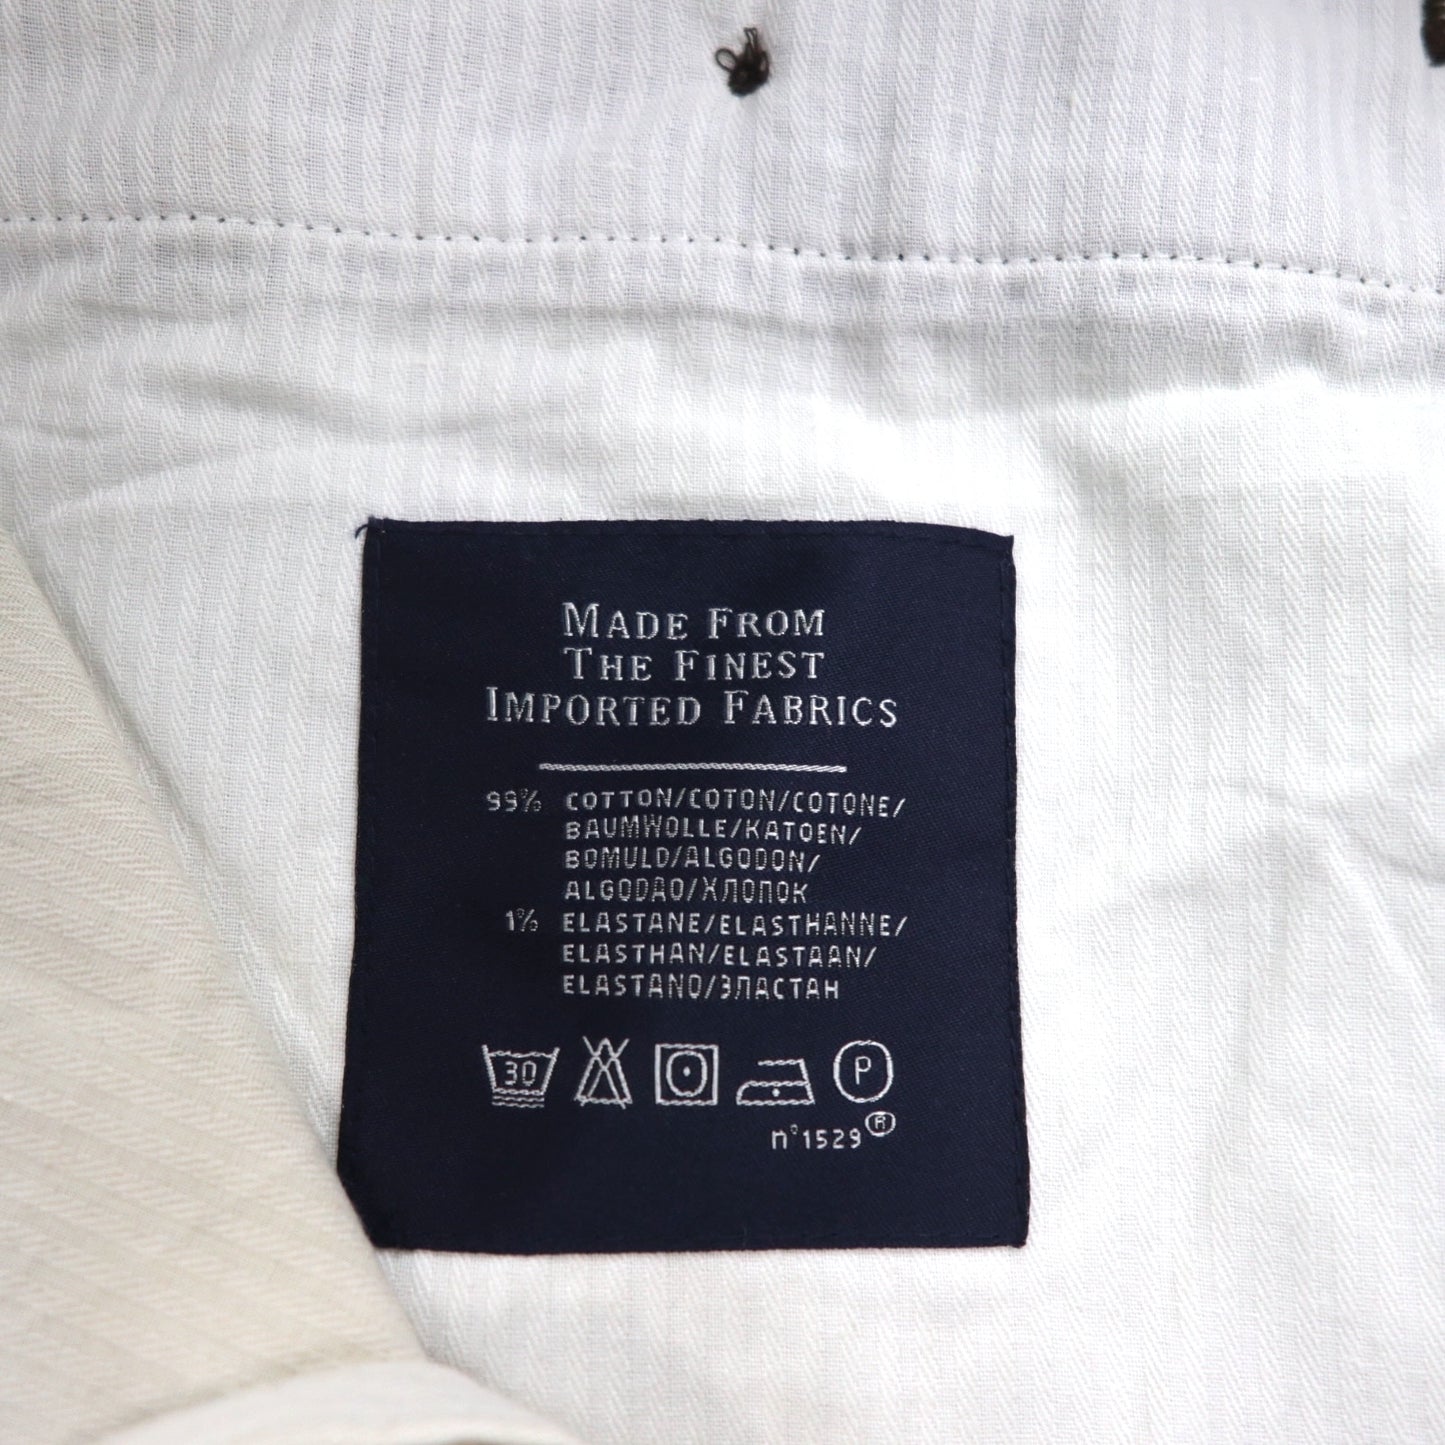 MADE FROM
THE FINEST
IMPORTED FABRICS
99% COTTON/COTON/COTONE/
BAUMWOLLE/KATOEN/
BOMULD/ALGODON/
ALGODÃO/ХЛОПОК
1% ELASTANE/ELASTHANNE/
ELASTHAN/ELASTAAN/
ELASTANO/ЭЛАСТАН
30 P
n°1529 ®